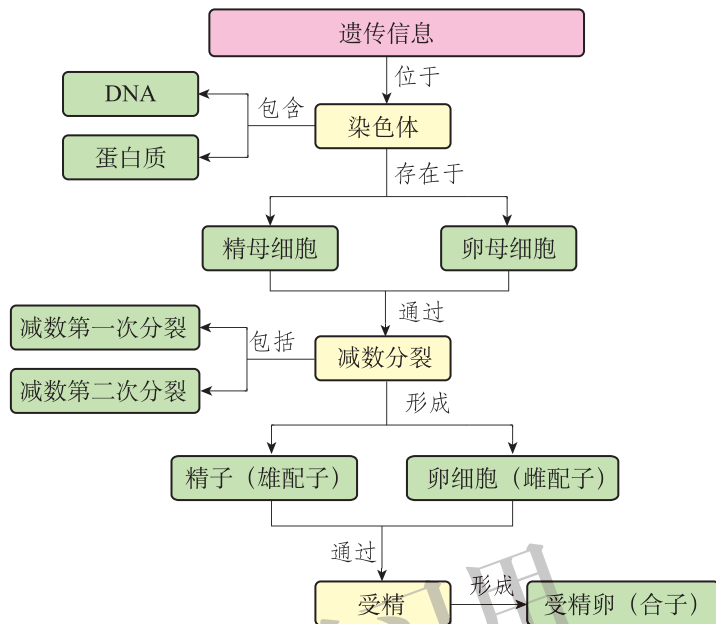 遗传信息
位于
DNA
包含
染色体
蛋白质
存在于
精母细胞
卵母细胞
通过
减数第一次分裂
包括
减数分裂
减数第二次分裂
形成
精子（雄配子）
卵细胞（雌配子）
通过
受精
形成
受精卵（合子）